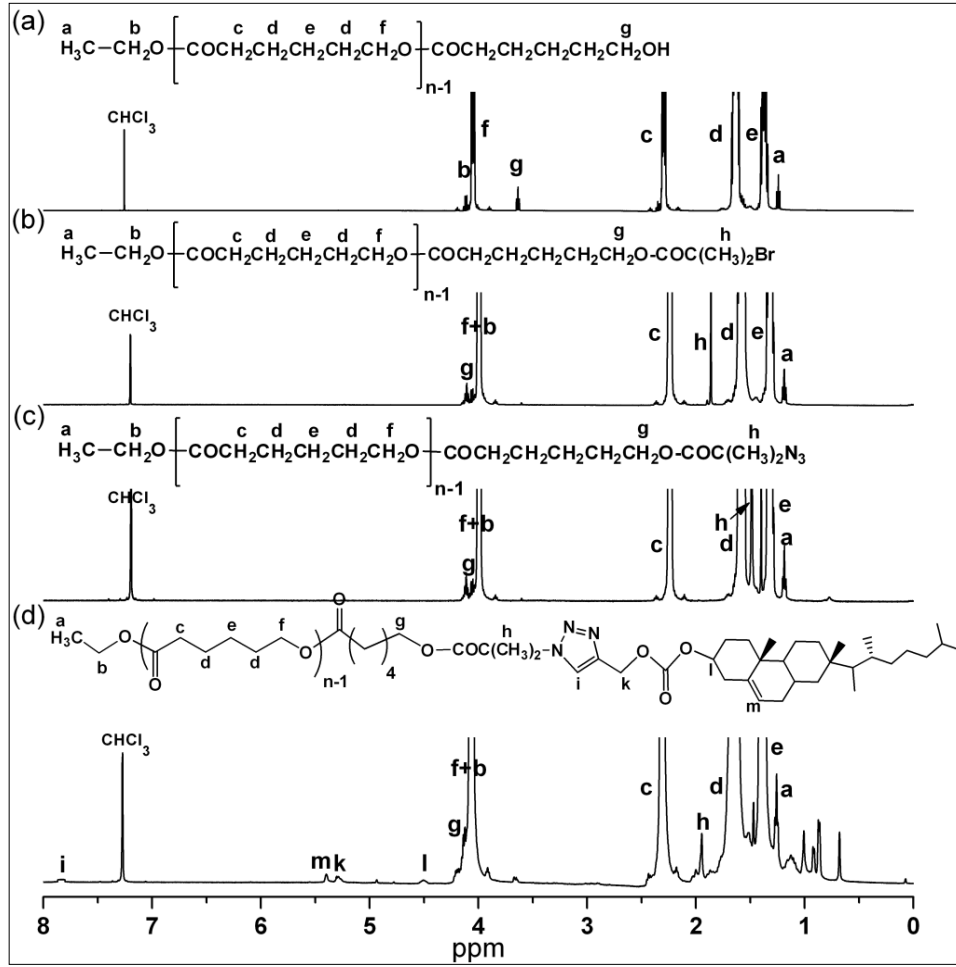 (a)
a b c d e d f g
H₃C—CH₂O [ COCH₂CH₂CH₂CH₂CH₂O ]n-1 COCH₂CH₂CH₂CH₂CH₂OH
CHCl₃
b f g c d e a
(b)
a b c d e d f g h
H₃C—CH₂O [ COCH₂CH₂CH₂CH₂CH₂O ]n-1 COCH₂CH₂CH₂CH₂CH₂O-COC(CH₃)₂Br
CHCl₃
g f+b c h d e a
(c)
a b c d e d f g h
H₃C—CH₂O [ COCH₂CH₂CH₂CH₂CH₂O ]n-1 COCH₂CH₂CH₂CH₂CH₂O-COC(CH₃)₂N₃
CHCl₃
g f+b c d h e a
(d)
a H₃C b O ( O c d e d f O )n-1 O ( )4 g O—COC(CH₃)₂ h N N N i k O O O l m
CHCl₃
i m k l g f+b c h d e a
8 7 6 5 4 3 2 1 0
ppm